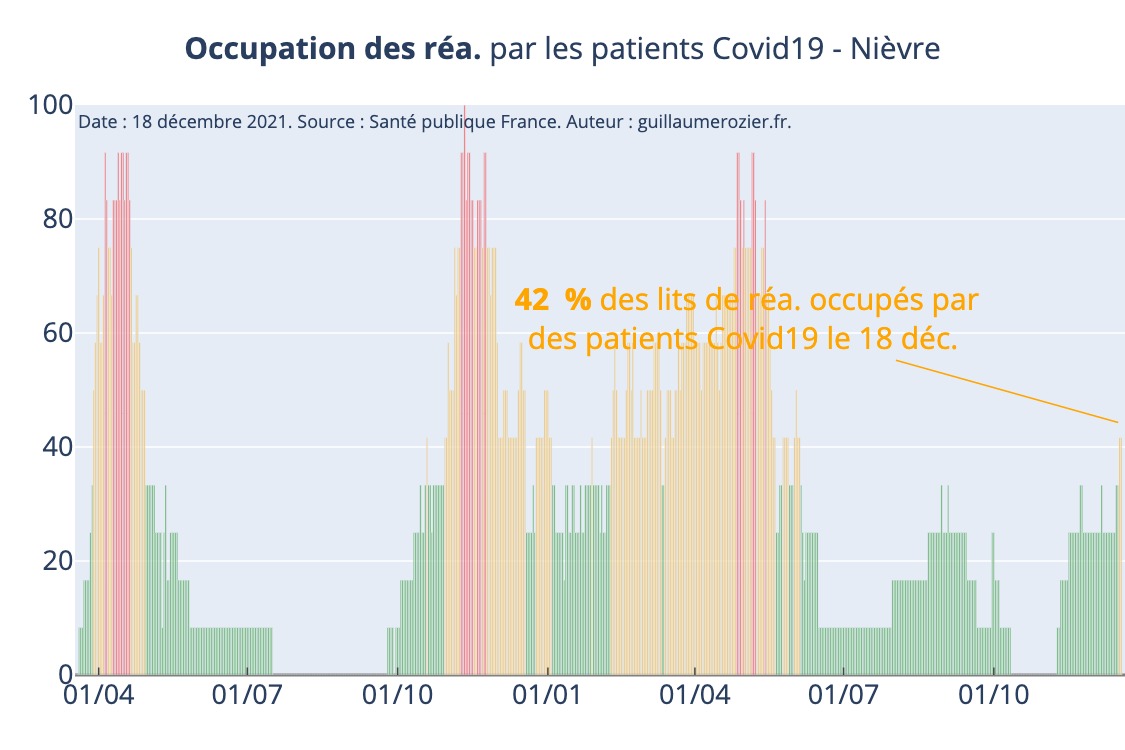 Occupation des réa. par les patients Covid19 - Nièvre
100
Date : 18 décembre 2021. Source : Santé publique France. Auteur : guillaumerozier.fr.
80
42 % des lits de réa. occupés par
des patients Covid19 le 18 déc.
60
40
20
0
01/04 01/07 01/10 01/01 01/04 01/07 01/10